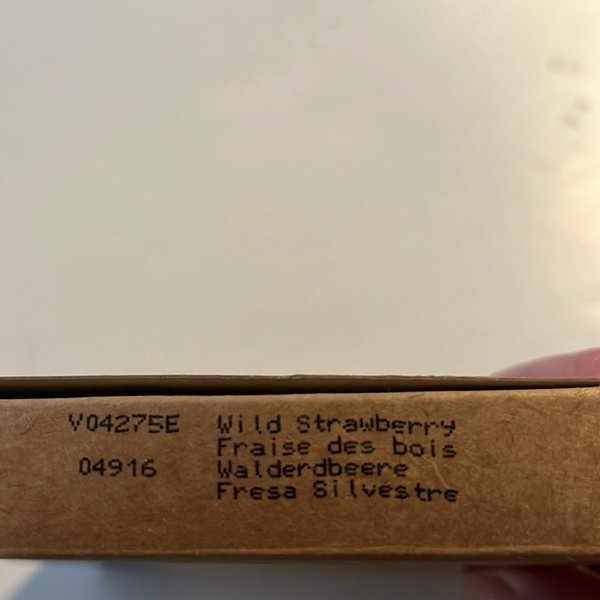 V04275E Wild Strawberry
Fraise des bois
04916 Walderdbeere
Fresa Silvestre